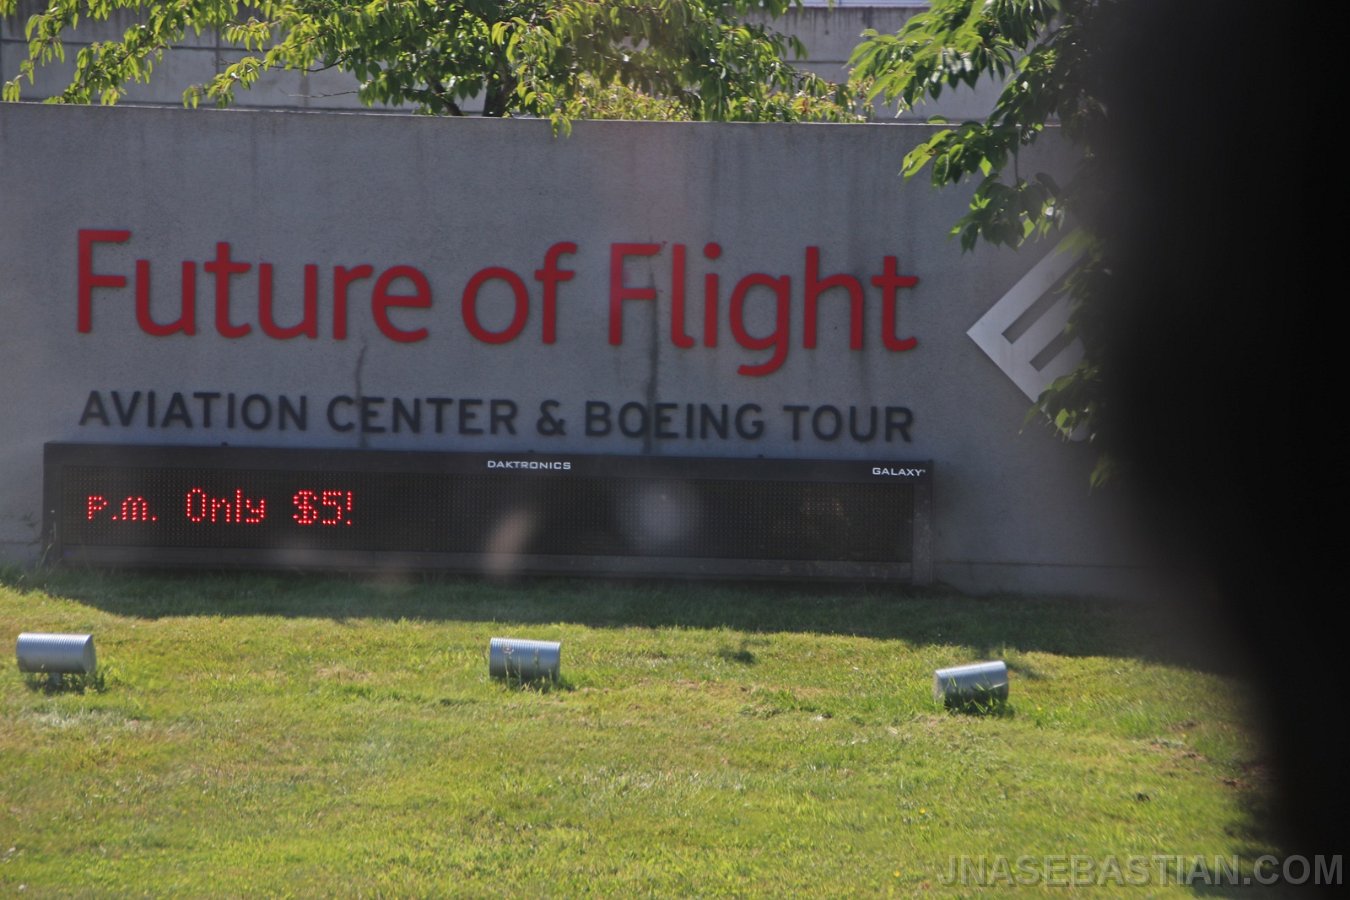 Future of Flight
AVIATION CENTER & BOEING TOUR
DAKTRONICS
GALAXY
p.m. Only $5!
JNASEBASTIAN.COM